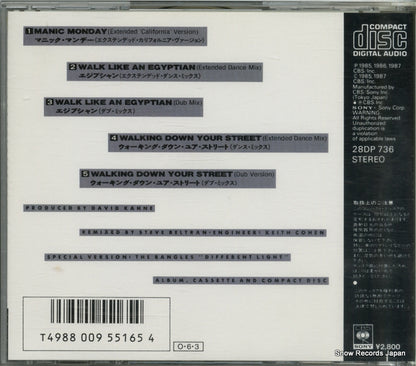 1 MANIC MONDAY (Extended "California" Version)
マニック・マンデー (エクステンデッド・カリフォルニア・ヴァージョン)
2 WALK LIKE AN EGYPTIAN (Extended Dance Mix)
エジプシャン (エクステンデッド・ダンス・ミックス)
3 WALK LIKE AN EGYPTIAN (Dub Mix)
エジプシャン (ダブ・ミックス)
4 WALKING DOWN YOUR STREET (Extended Dance Mix)
ウォーキング・ダウン・ユア・ストリート (ダンス・ミックス)
5 WALKING DOWN YOUR STREET (Dub Version)
ウォーキング・ダウン・ユア・ストリート (ダブ・ミックス)
PRODUCED BY DAVID KAHNE
REMIXED BY STEVE BELTRAN・ENGINEER: KEITH COHEN
SPECIAL VERSION: THE BANGLES "DIFFERENT LIGHT"
ALBUM, CASSETTE AND COMPACT DISC
T4988 009 55165 4
O・6・3
COMPACT
disc
DIGITAL AUDIO
℗ 1985, 1986, 1987
CBS Inc.
© 1985, 1987
CBS Inc.
Manufactured by
CBS/Sony Inc.
(Tokyo Japan)
CBS Inc.
SONY: Sony Corp
WARNING:
All Rights Reserved.
Unauthorized
duplication is
a violation
of applicable laws.
28DP 736
STEREO
取扱上のご注意
CBS
SONY
¥2,800
Snow Records Japan